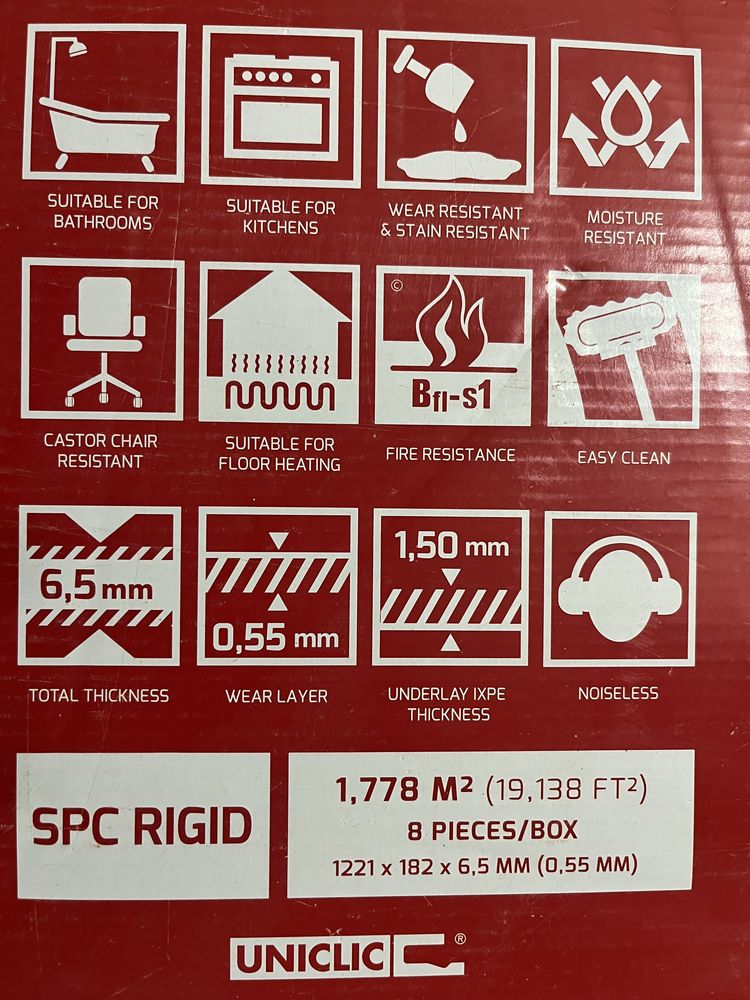 SUITABLE FOR
BATHROOMS
SUITABLE FOR
KITCHENS
WEAR RESISTANT
& STAIN RESISTANT
MOISTURE
RESISTANT
CASTOR CHAIR
RESISTANT
SUITABLE FOR
FLOOR HEATING
©
Bfl-s1
FIRE RESISTANCE
EASY CLEAN
6,5 mm
TOTAL THICKNESS
0,55 mm
WEAR LAYER
1,50 mm
UNDERLAY IXPE
THICKNESS
NOISELESS
SPC RIGID
1,778 M² (19,138 FT²)
8 PIECES/BOX
1221 x 182 x 6,5 MM (0,55 MM)
UNICLIC ®